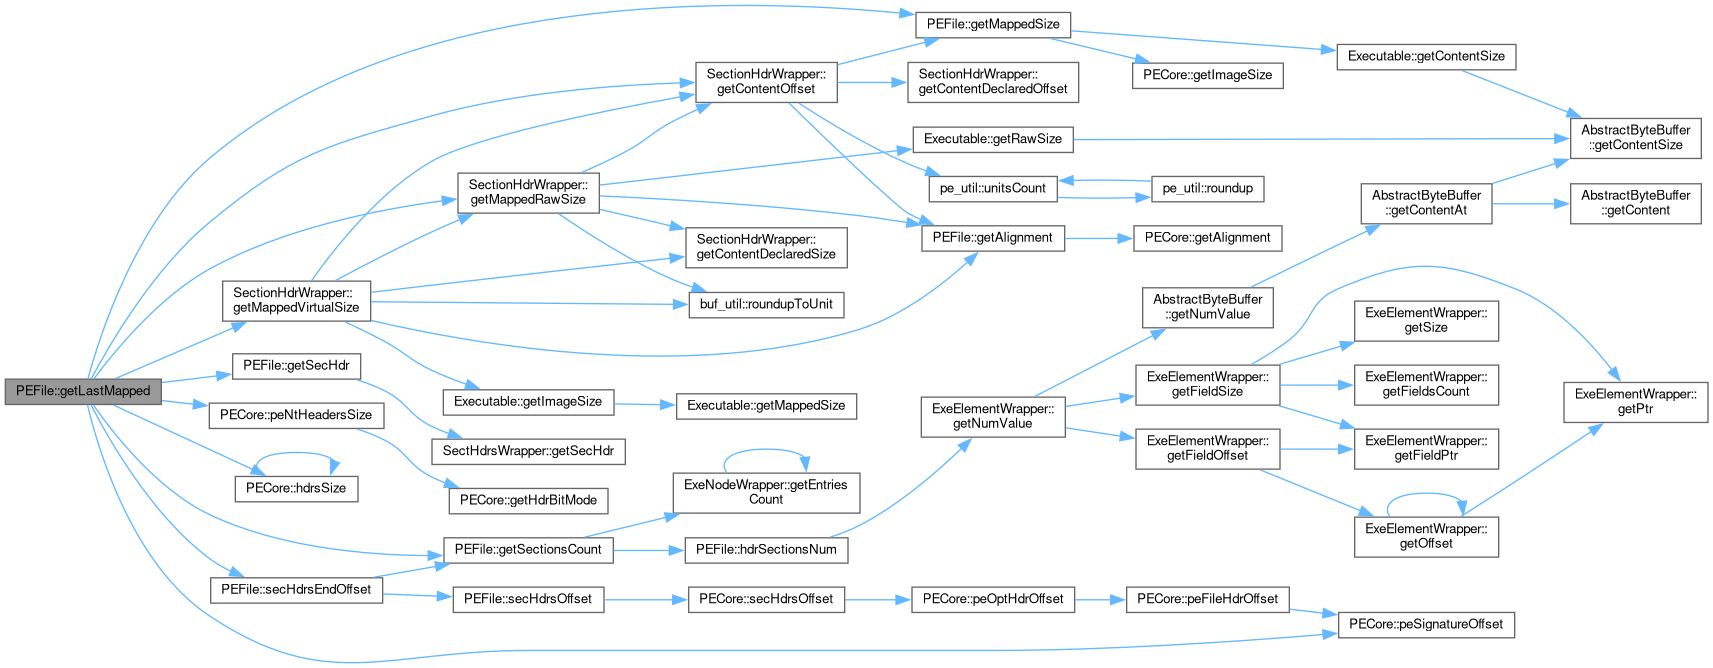 PEFile::getLastMapped
PEFile::getMappedSize
SectionHdrWrapper::
getContentOffset
SectionHdrWrapper::
getContentDeclaredOffset
PECore::getImageSize
Executable::getContentSize
AbstractByteBuffer
::getContentSize
Executable::getRawSize
SectionHdrWrapper::
getMappedRawSize
pe_util::unitsCount
pe_util::roundup
AbstractByteBuffer
::getContentAt
AbstractByteBuffer
::getContent
PEFile::getAlignment
PECore::getAlignment
SectionHdrWrapper::
getContentDeclaredSize
SectionHdrWrapper::
getMappedVirtualSize
buf_util::roundupToUnit
AbstractByteBuffer
::getNumValue
ExeElementWrapper::
getSize
PEFile::getSecHdr
ExeElementWrapper::
getFieldSize
ExeElementWrapper::
getFieldsCount
ExeElementWrapper::
getPtr
Executable::getImageSize
Executable::getMappedSize
PECore::peNtHeadersSize
ExeElementWrapper::
getNumValue
ExeElementWrapper::
getFieldOffset
ExeElementWrapper::
getFieldPtr
SectHdrsWrapper::getSecHdr
PECore::hdrsSize
PECore::getHdrBitMode
ExeNodeWrapper::getEntries
Count
ExeElementWrapper::
getOffset
PEFile::getSectionsCount
PEFile::hdrSectionsNum
PEFile::secHdrsEndOffset
PEFile::secHdrsOffset
PECore::secHdrsOffset
PECore::peOptHdrOffset
PECore::peFileHdrOffset
PECore::peSignatureOffset